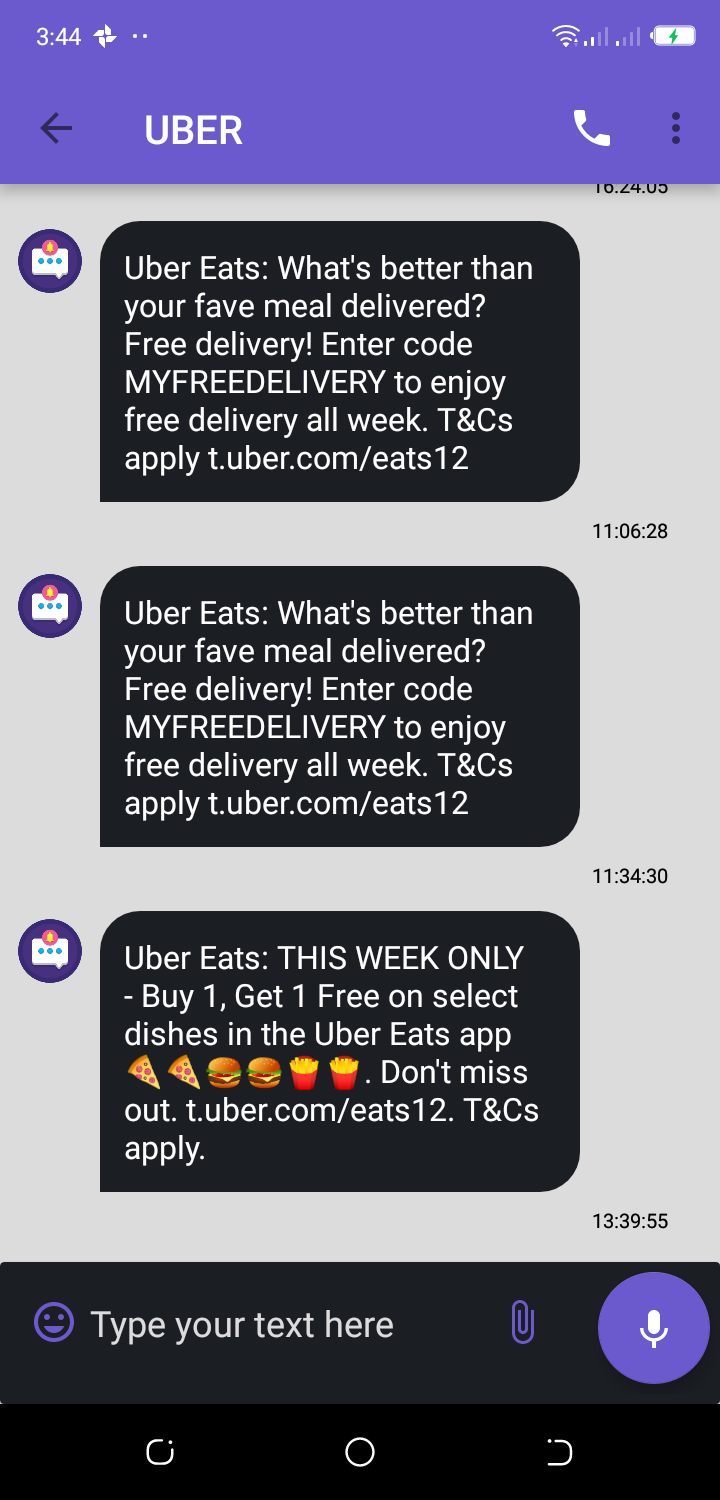 3:44
UBER
16:24:05
Uber Eats: What's better than
your fave meal delivered?
Free delivery! Enter code
MYFREEDELIVERY to enjoy
free delivery all week. T&Cs
apply t.uber.com/eats12
11:06:28
Uber Eats: What's better than
your fave meal delivered?
Free delivery! Enter code
MYFREEDELIVERY to enjoy
free delivery all week. T&Cs
apply t.uber.com/eats12
11:34:30
Uber Eats: THIS WEEK ONLY
- Buy 1, Get 1 Free on select
dishes in the Uber Eats app
🍕🍕🍔🍔🍟🍟. Don't miss
out. t.uber.com/eats12. T&Cs
apply.
13:39:55
Type your text here